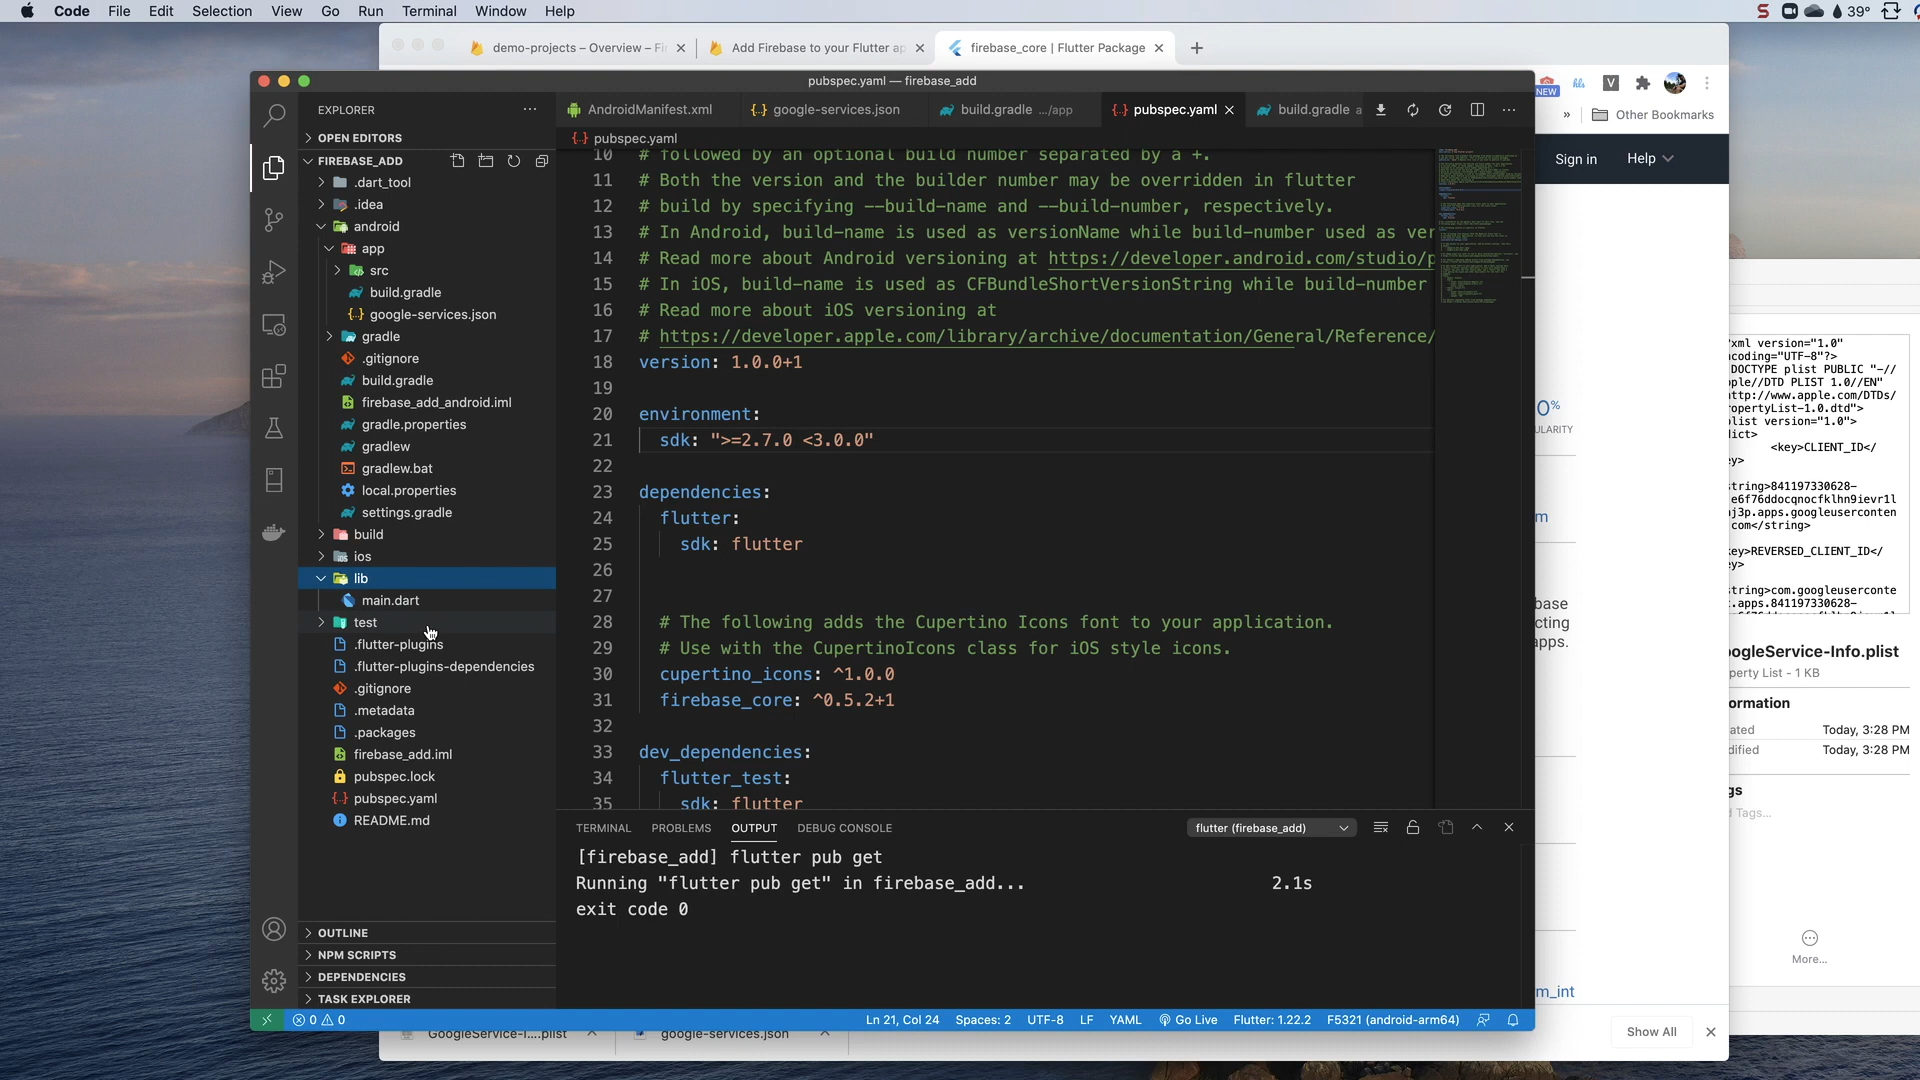 Code File Edit Selection View Go Run Terminal Window Help
39°
demo-projects – Overview – Fi
Add Firebase to your Flutter ap
firebase_core | Flutter Package
pubspec.yaml — firebase_add
EXPLORER
AndroidManifest.xml
google-services.json
build.gradle .../app
pubspec.yaml
build.gradle a
NEW
hls
V
Other Bookmarks
Sign in
Help
OPEN EDITORS
FIREBASE_ADD
.dart_tool
.idea
android
app
src
build.gradle
google-services.json
gradle
.gitignore
build.gradle
firebase_add_android.iml
gradle.properties
gradlew
gradlew.bat
local.properties
settings.gradle
build
ios
lib
main.dart
test
.flutter-plugins
.flutter-plugins-dependencies
.gitignore
.metadata
.packages
firebase_add.iml
pubspec.lock
pubspec.yaml
README.md
OUTLINE
NPM SCRIPTS
DEPENDENCIES
TASK EXPLORER
pubspec.yaml
10 # followed by an optional build number separated by a +.
11 # Both the version and the builder number may be overridden in flutter
12 # build by specifying --build-name and --build-number, respectively.
13 # In Android, build-name is used as versionName while build-number used as ver
14 # Read more about Android versioning at https://developer.android.com/studio/p
15 # In iOS, build-name is used as CFBundleShortVersionString while build-number
16 # Read more about iOS versioning at
17 # https://developer.apple.com/library/archive/documentation/General/Reference/
18 version: 1.0.0+1
19
20 environment:
21 sdk: ">=2.7.0 <3.0.0"
22
23 dependencies:
24 flutter:
25 sdk: flutter
26
27
28 # The following adds the Cupertino Icons font to your application.
29 # Use with the CupertinoIcons class for iOS style icons.
30 cupertino_icons: ^1.0.0
31 firebase_core: ^0.5.2+1
32
33 dev_dependencies:
34 flutter_test:
35 sdk: flutter
TERMINAL PROBLEMS OUTPUT DEBUG CONSOLE
flutter (firebase_add)
[firebase_add] flutter pub get
Running "flutter pub get" in firebase_add... 2.1s
exit code 0
0 0
Ln 21, Col 24 Spaces: 2 UTF-8 LF YAML Go Live Flutter: 1.22.2 F5321 (android-arm64)
GoogleService-I....plist
google-services.json
Show All
0%
ULARITY
m
base
cting
apps.
m_int
xml version="1.0"
ncoding="UTF-8"?>
DOCTYPE plist PUBLIC "-//
pple//DTD PLIST 1.0//EN"
http://www.apple.com/DTDs/
ropertyList-1.0.dtd">
plist version="1.0">
dict>
<key>CLIENT_ID</
ey>
string>841197330628-
e6f76ddocqnocfklhn9ievr1l
j3p.apps.googleuserconten
com</string>
key>REVERSED_CLIENT_ID</
ey>
string>com.googleuserconte
t.apps.841197330628-
oogleService-Info.plist
perty List - 1 KB
ormation
ated Today, 3:28 PM
dified Today, 3:28 PM
gs
d Tags...
More...